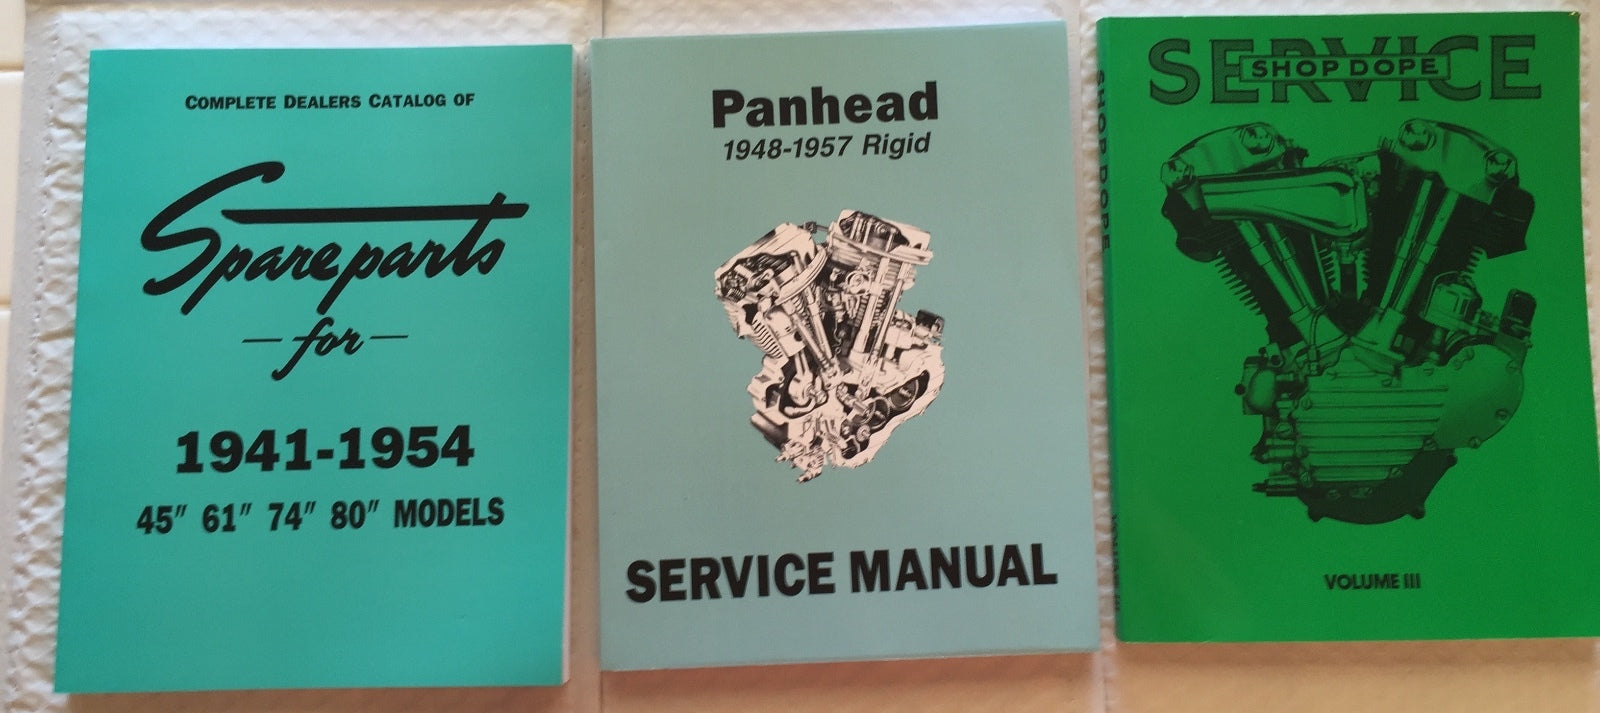 COMPLETE DEALERS CATALOG OF
Spareparts
— for —
1941-1954
45" 61" 74" 80" MODELS
Panhead
1948-1957 Rigid
SERVICE MANUAL
SERVICE
SHOP DOPE
VOLUME III
SHOP DOPE